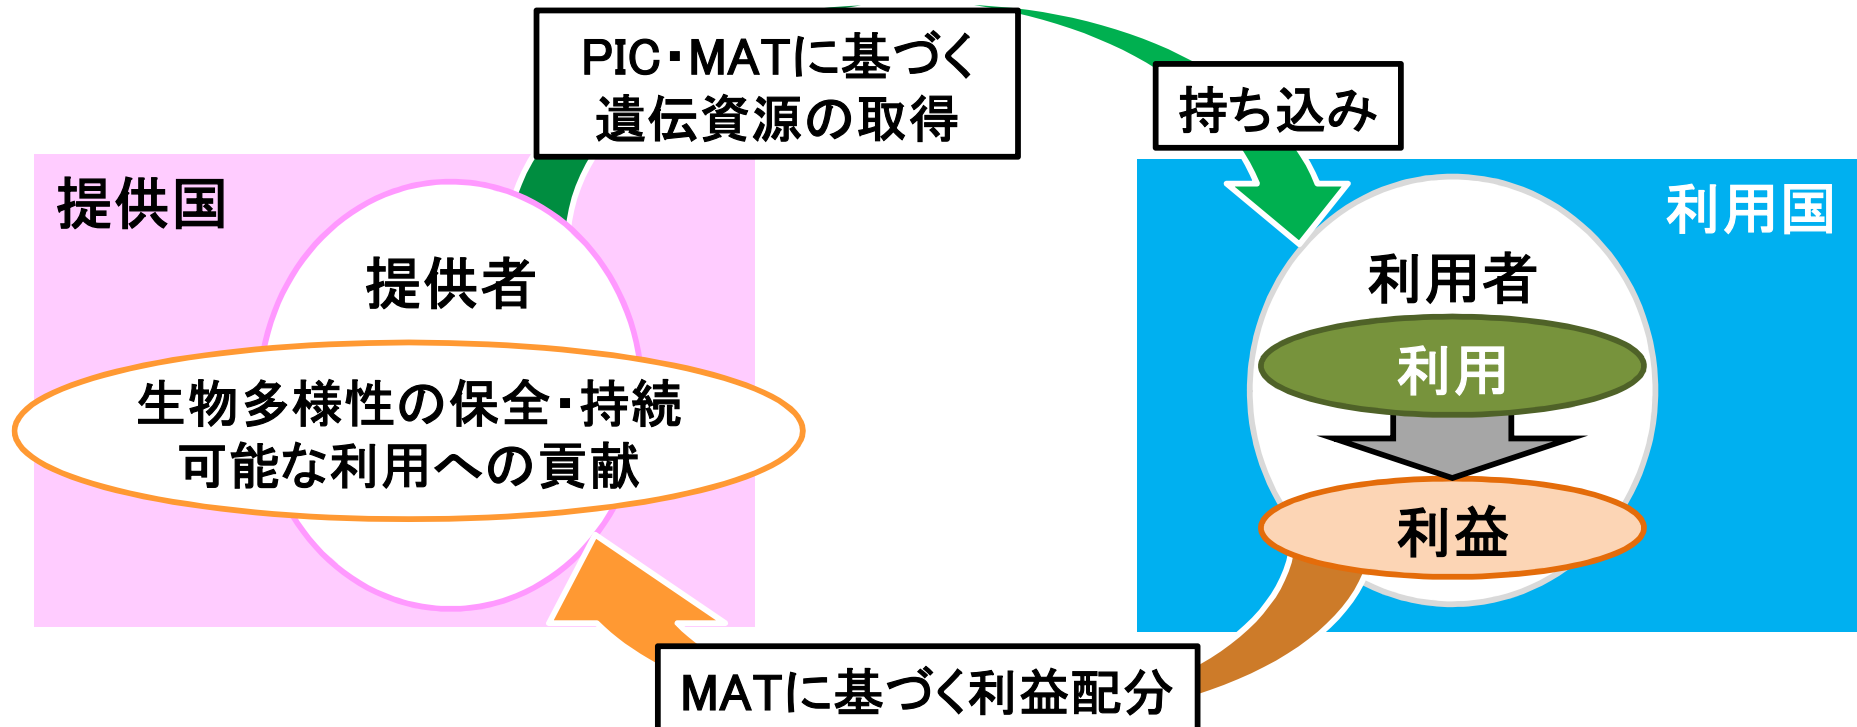 PIC・MATに基づく
遺伝資源の取得
持ち込み
提供国
利用国
提供者
利用者
利用
生物多様性の保全・持続
可能な利用への貢献
利益
MATに基づく利益配分